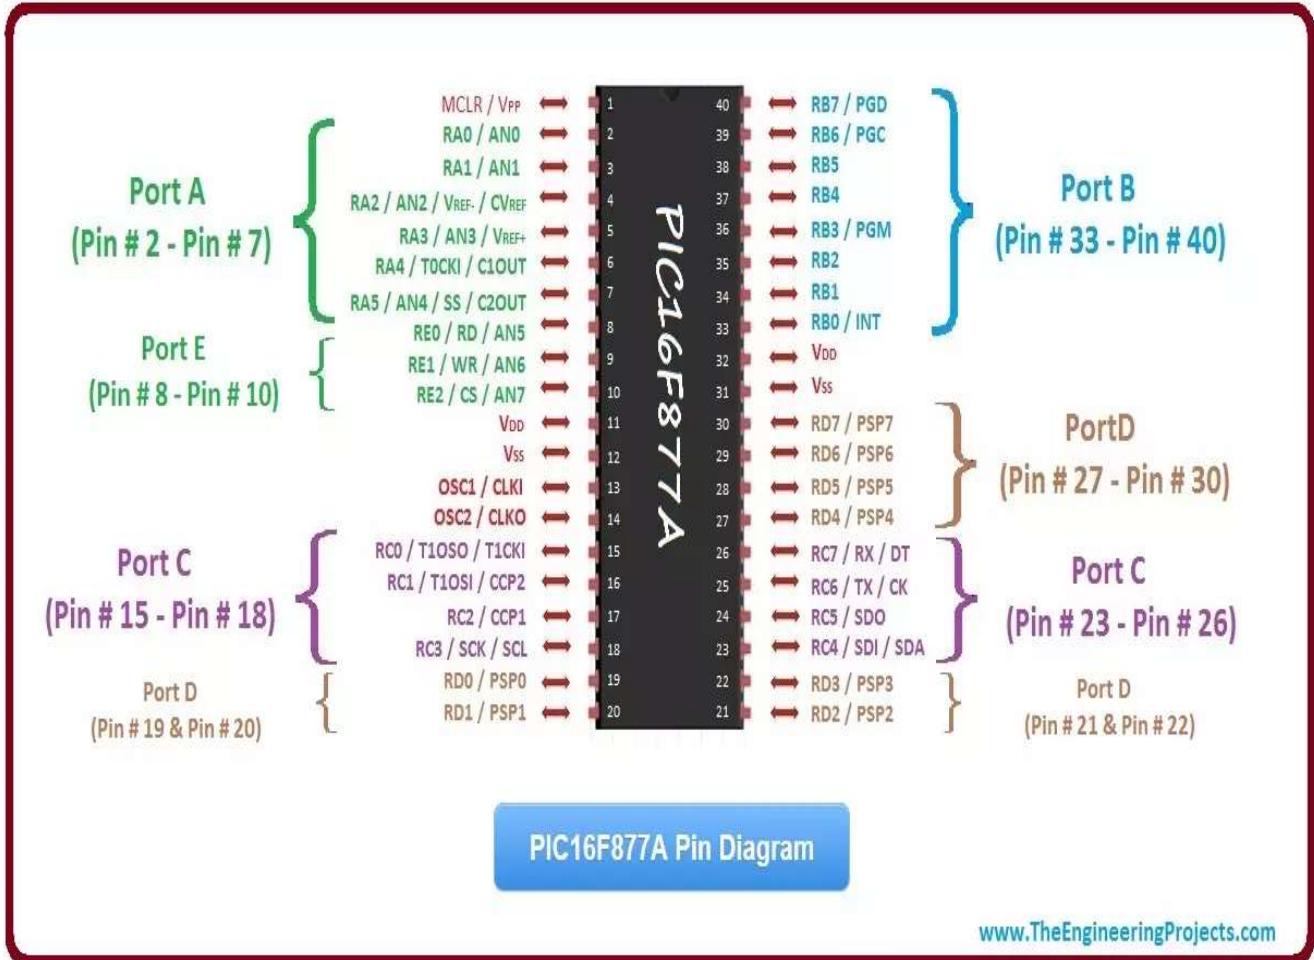 MCLR / VPP
RA0 / AN0
RA1 / AN1
RA2 / AN2 / VREF- / CVREF
RA3 / AN3 / VREF+
RA4 / T0CKI / C1OUT
RA5 / AN4 / SS / C2OUT
RE0 / RD / AN5
RE1 / WR / AN6
RE2 / CS / AN7
VDD
VSS
OSC1 / CLKI
OSC2 / CLKO
RC0 / T1OSO / T1CKI
RC1 / T1OSI / CCP2
RC2 / CCP1
RC3 / SCK / SCL
RD0 / PSP0
RD1 / PSP1
Port A
(Pin # 2 - Pin # 7)
Port E
(Pin # 8 - Pin # 10)
Port C
(Pin # 15 - Pin # 18)
Port D
(Pin # 19 & Pin # 20)
1
2
3
4
5
6
7
8
9
10
11
12
13
14
15
16
17
18
19
20
PIC16F877A
40
39
38
37
36
35
34
33
32
31
30
29
28
27
26
25
24
23
22
21
RB7 / PGD
RB6 / PGC
RB5
RB4
RB3 / PGM
RB2
RB1
RB0 / INT
VDD
VSS
RD7 / PSP7
RD6 / PSP6
RD5 / PSP5
RD4 / PSP4
RC7 / RX / DT
RC6 / TX / CK
RC5 / SDO
RC4 / SDI / SDA
RD3 / PSP3
RD2 / PSP2
Port B
(Pin # 33 - Pin # 40)
PortD
(Pin # 27 - Pin # 30)
Port C
(Pin # 23 - Pin # 26)
Port D
(Pin # 21 & Pin # 22)
PIC16F877A Pin Diagram
www.TheEngineeringProjects.com